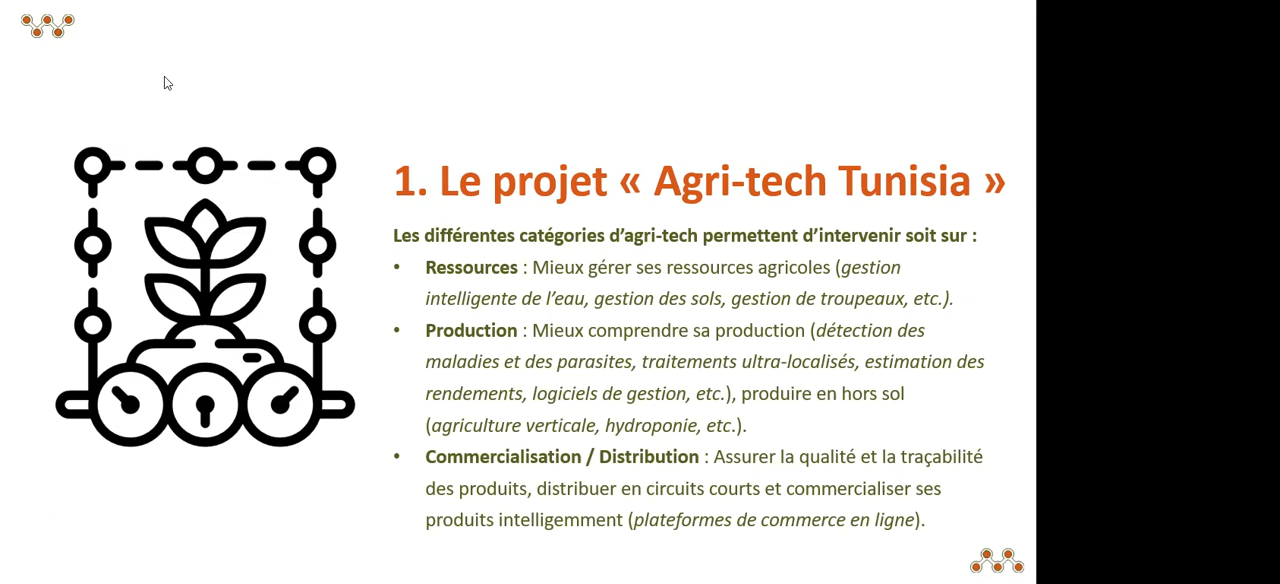 1. Le projet « Agri-tech Tunisia »
Les différentes catégories d’agri-tech permettent d’intervenir soit sur :
• Ressources : Mieux gérer ses ressources agricoles (gestion
intelligente de l’eau, gestion des sols, gestion de troupeaux, etc.).
• Production : Mieux comprendre sa production (détection des
maladies et des parasites, traitements ultra-localisés, estimation des
rendements, logiciels de gestion, etc.), produire en hors sol
(agriculture verticale, hydroponie, etc.).
• Commercialisation / Distribution : Assurer la qualité et la traçabilité
des produits, distribuer en circuits courts et commercialiser ses
produits intelligemment (plateformes de commerce en ligne).